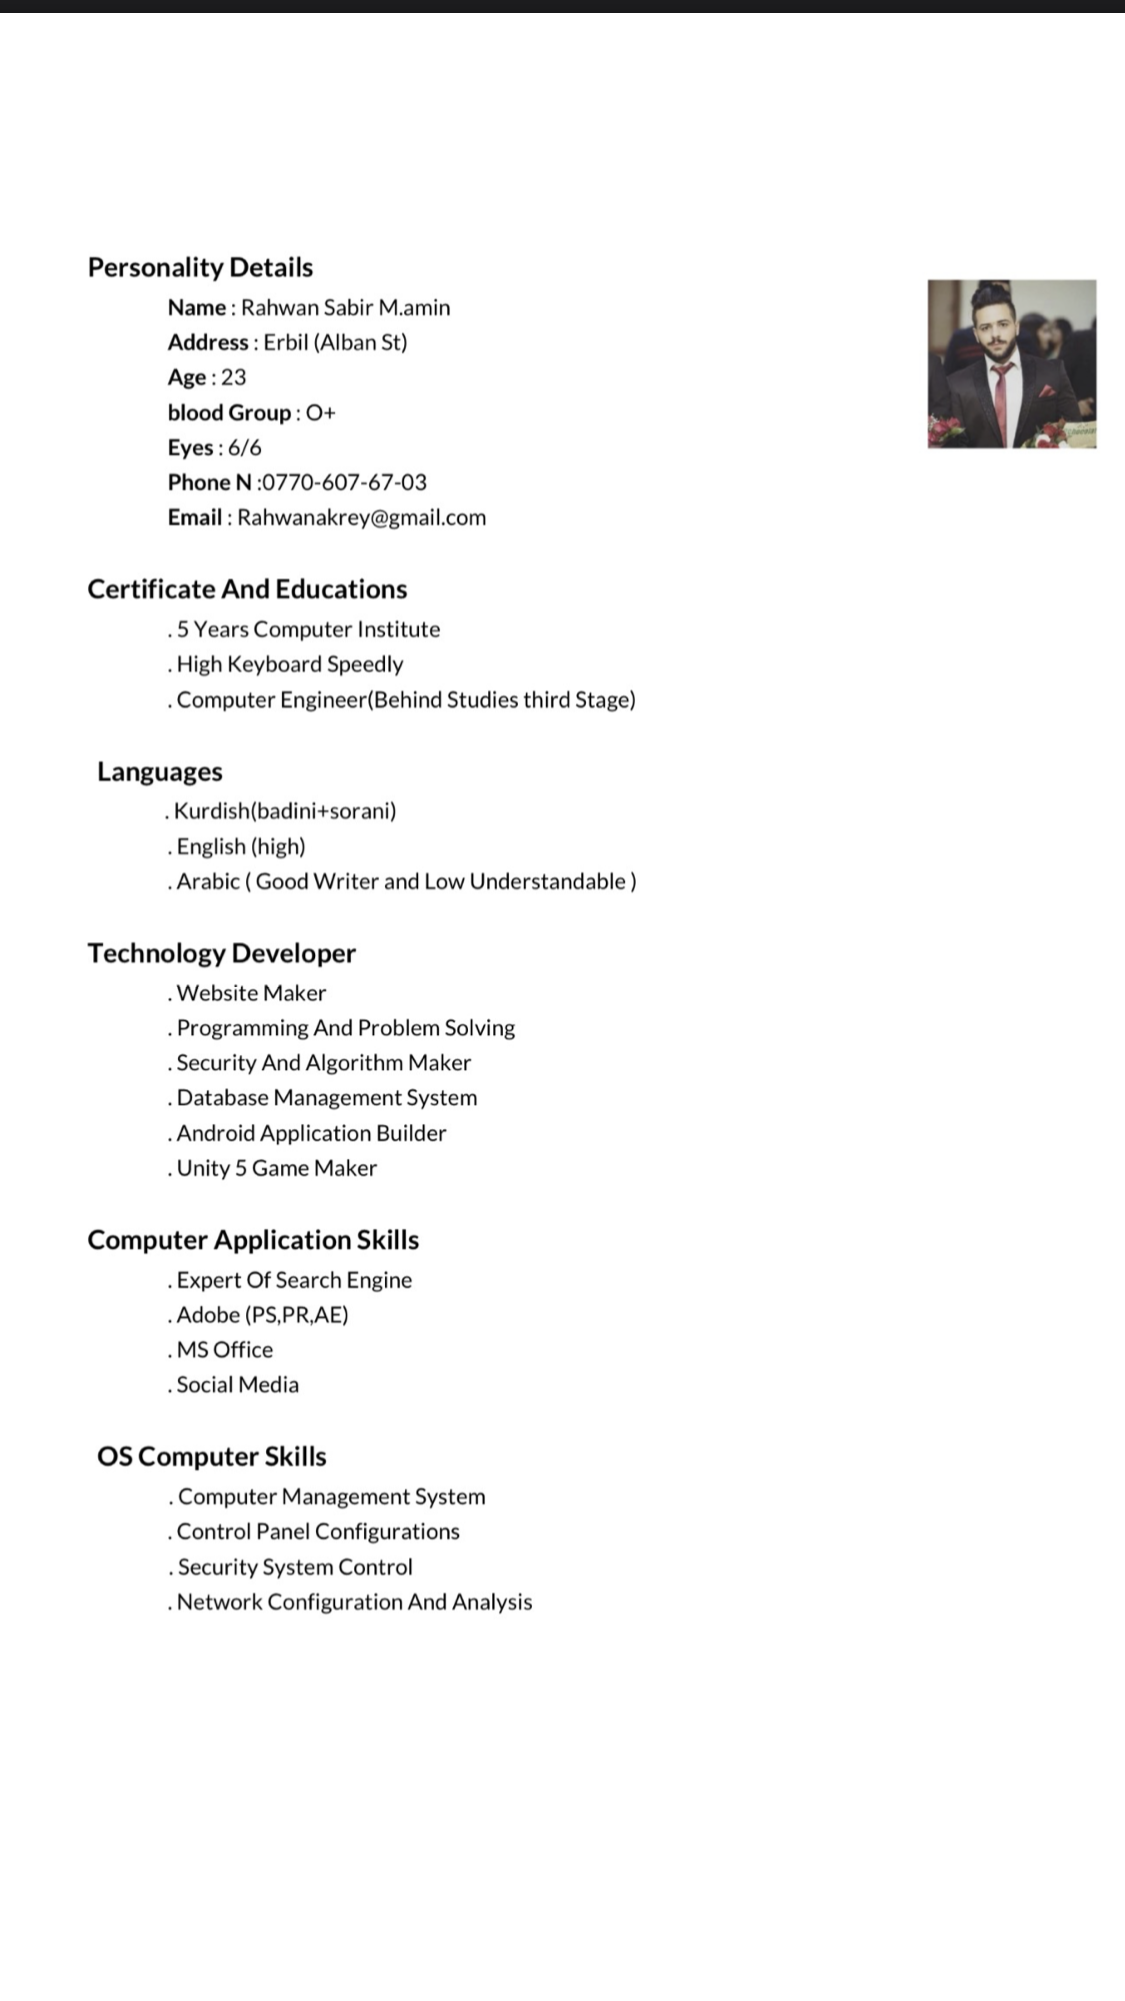 Personality Details
Name : Rahwan Sabir M.amin
Address : Erbil (Alban St)
Age : 23
blood Group : O+
Eyes : 6/6
Phone N :0770-607-67-03
Email : Rahwanakrey@gmail.com
Certificate And Educations
. 5 Years Computer Institute
. High Keyboard Speedly
. Computer Engineer(Behind Studies third Stage)
Languages
. Kurdish(badini+sorani)
. English (high)
. Arabic ( Good Writer and Low Understandable )
Technology Developer
. Website Maker
. Programming And Problem Solving
. Security And Algorithm Maker
. Database Management System
. Android Application Builder
. Unity 5 Game Maker
Computer Application Skills
. Expert Of Search Engine
. Adobe (PS,PR,AE)
. MS Office
. Social Media
OS Computer Skills
. Computer Management System
. Control Panel Configurations
. Security System Control
. Network Configuration And Analysis